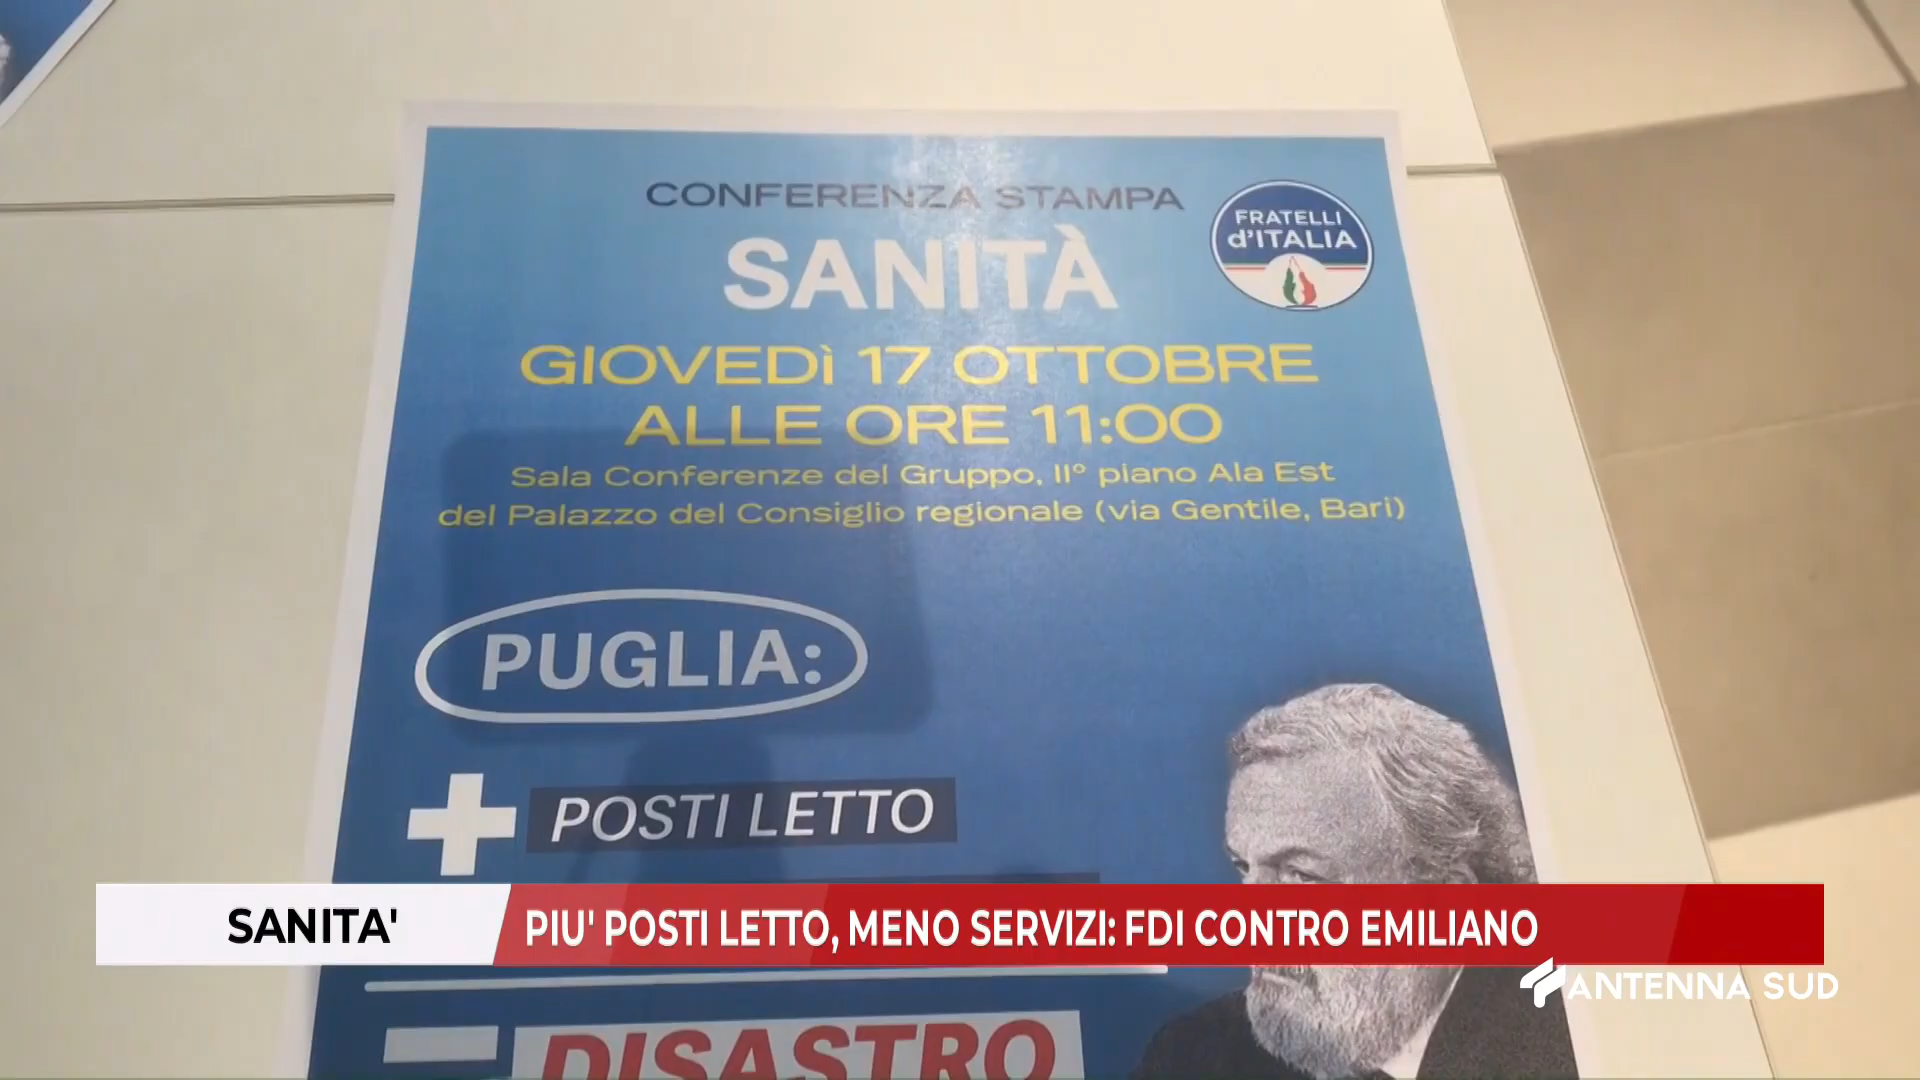 CONFERENZA STAMPA
SANITÀ
FRATELLI
d'ITALIA
GIOVEDÌ 17 OTTOBRE
ALLE ORE 11:00
Sala Conferenze del Gruppo, II° piano Ala Est
del Palazzo del Consiglio regionale (via Gentile, Bari)
PUGLIA:
+ POSTI LETTO
SANITA' PIU' POSTI LETTO, MENO SERVIZI: FDI CONTRO EMILIANO
ANTENNA SUD
DISASTRO